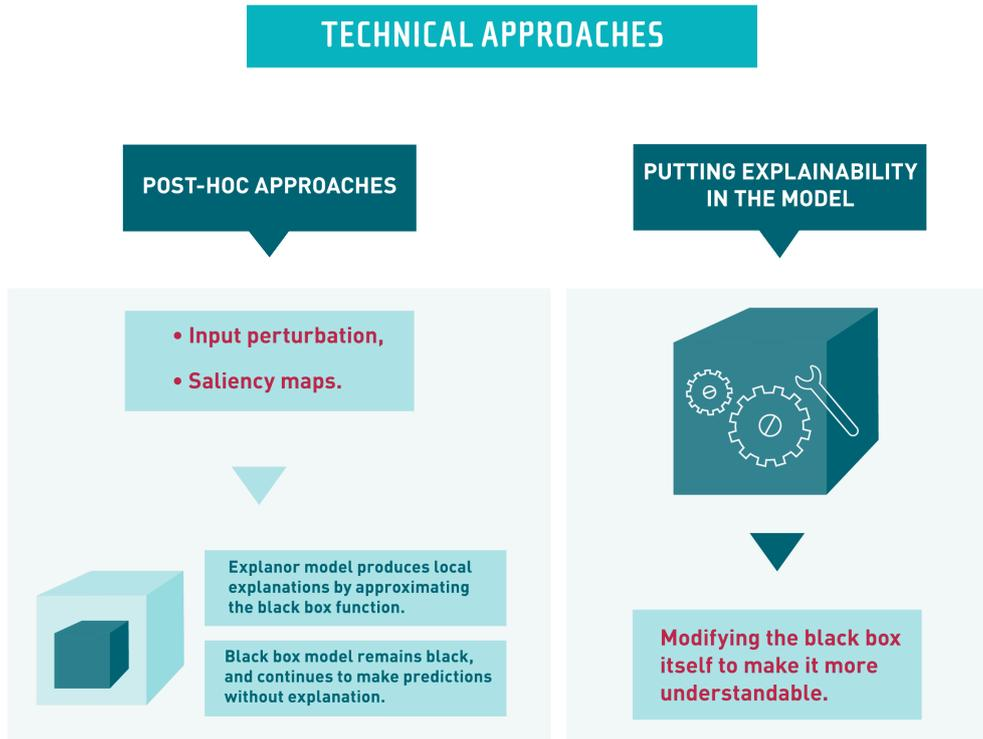 TECHNICAL APPROACHES
POST-HOC APPROACHES
• Input perturbation,
• Saliency maps.
Explanor model produces local
explanations by approximating
the black box function.
Black box model remains black,
and continues to make predictions
without explanation.
PUTTING EXPLAINABILITY
IN THE MODEL
Modifying the black box
itself to make it more
understandable.